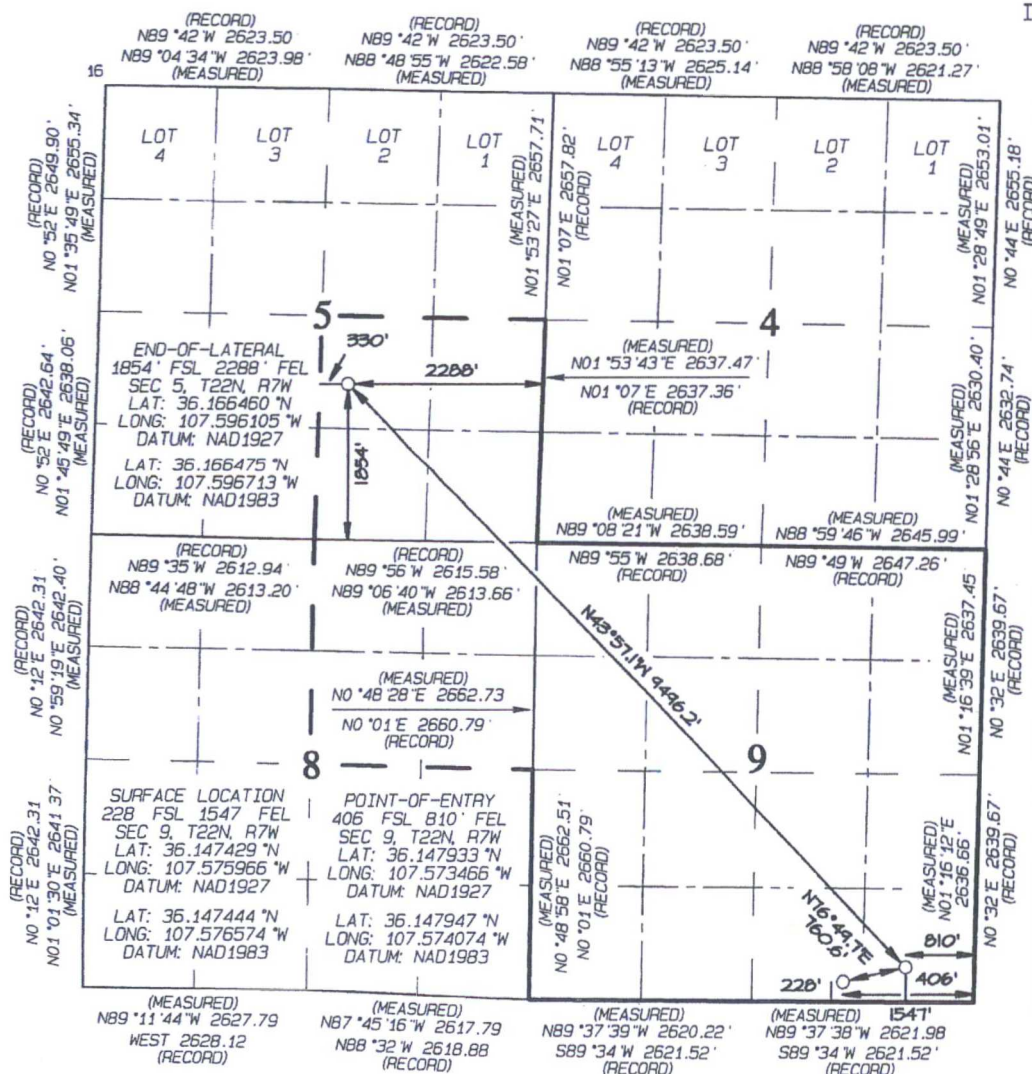 (RECORD)
N89°42'W 2623.50'
N89°04'34"W 2623.98'
(MEASURED)
(RECORD)
N89°42'W 2623.50'
N88°48'55"W 2622.58'
(MEASURED)
(RECORD)
N89°42'W 2623.50'
N88°55'13"W 2625.14'
(MEASURED)
(RECORD)
N89°42'W 2623.50'
N88°58'08"W 2621.27'
(MEASURED)
16
LOT
4
LOT
3
LOT
2
LOT
1
LOT
4
LOT
3
LOT
2
LOT
1
(RECORD)
N0°52'E 2649.90'
N01°35'49"E 2655.34'
(MEASURED)
(MEASURED)
N01°53'27"E 2657.71'
N01°07'E 2657.82'
(RECORD)
(MEASURED)
N01°28'49"E 2653.01'
N0°44'E 2655.18'
(RECORD)
5
4
330'
2288'
1854'
END-OF-LATERAL
1854' FSL 2288' FEL
SEC 5, T22N, R7W
LAT: 36.166460°N
LONG: 107.596105°W
DATUM: NAD1927
LAT: 36.166475°N
LONG: 107.596713°W
DATUM: NAD1983
(RECORD)
N0°52'E 2642.64'
N01°45'49"E 2638.06'
(MEASURED)
(MEASURED)
N01°53'43"E 2637.47
N01°07'E 2637.36'
(RECORD)
(MEASURED)
N01°28'56"E 2630.40'
N0°44'E 2632.74'
(RECORD)
(RECORD)
N89°35'W 2612.94'
N88°44'48"W 2613.20'
(MEASURED)
(RECORD)
N89°56'W 2615.58'
N89°06'40"W 2613.66'
(MEASURED)
(MEASURED)
N89°08'21"W 2638.59'
N89°55'W 2638.68'
(RECORD)
(MEASURED)
N88°59'46"W 2645.99'
N89°49'W 2647.26'
(RECORD)
(RECORD)
N0°12'E 2642.31
N0°59'19"E 2642.40'
(MEASURED)
(MEASURED)
N0°48'28"E 2662.73
N0°01'E 2660.79'
(RECORD)
N43°57.1'W 9496.2'
(MEASURED)
N01°16'39"E 2637.45
N0°32'E 2639.67'
(RECORD)
8
9
SURFACE LOCATION
228 FSL 1547 FEL
SEC 9, T22N, R7W
LAT: 36.147429°N
LONG: 107.575966°W
DATUM: NAD1927
LAT: 36.147444°N
LONG: 107.576574°W
DATUM: NAD1983
POINT-OF-ENTRY
406 FSL 810' FEL
SEC 9, T22N, R7W
LAT: 36.147933°N
LONG: 107.573466°W
DATUM: NAD1927
LAT: 36.147947°N
LONG: 107.574074°W
DATUM: NAD1983
(RECORD)
N0°12'E 2642.31
N01°01'30"E 2641.37
(MEASURED)
(MEASURED)
N0°48'58"E 2662.51'
N0°01'E 2660.79'
(RECORD)
N76°49.7'E
760.6'
(MEASURED)
N01°16'12"E
2636.66'
N0°32'E 2639.67'
(RECORD)
810'
228'
406'
1547'
(MEASURED)
N89°11'44"W 2627.79
WEST 2628.12
(RECORD)
(MEASURED)
N87°45'16"W 2617.79
N88°32'W 2618.88
(RECORD)
(MEASURED)
N89°37'39"W 2620.22'
S89°34'W 2621.52'
(RECORD)
(MEASURED)
N89°37'38"W 2621.98
S89°34'W 2621.52'
(RECORD)